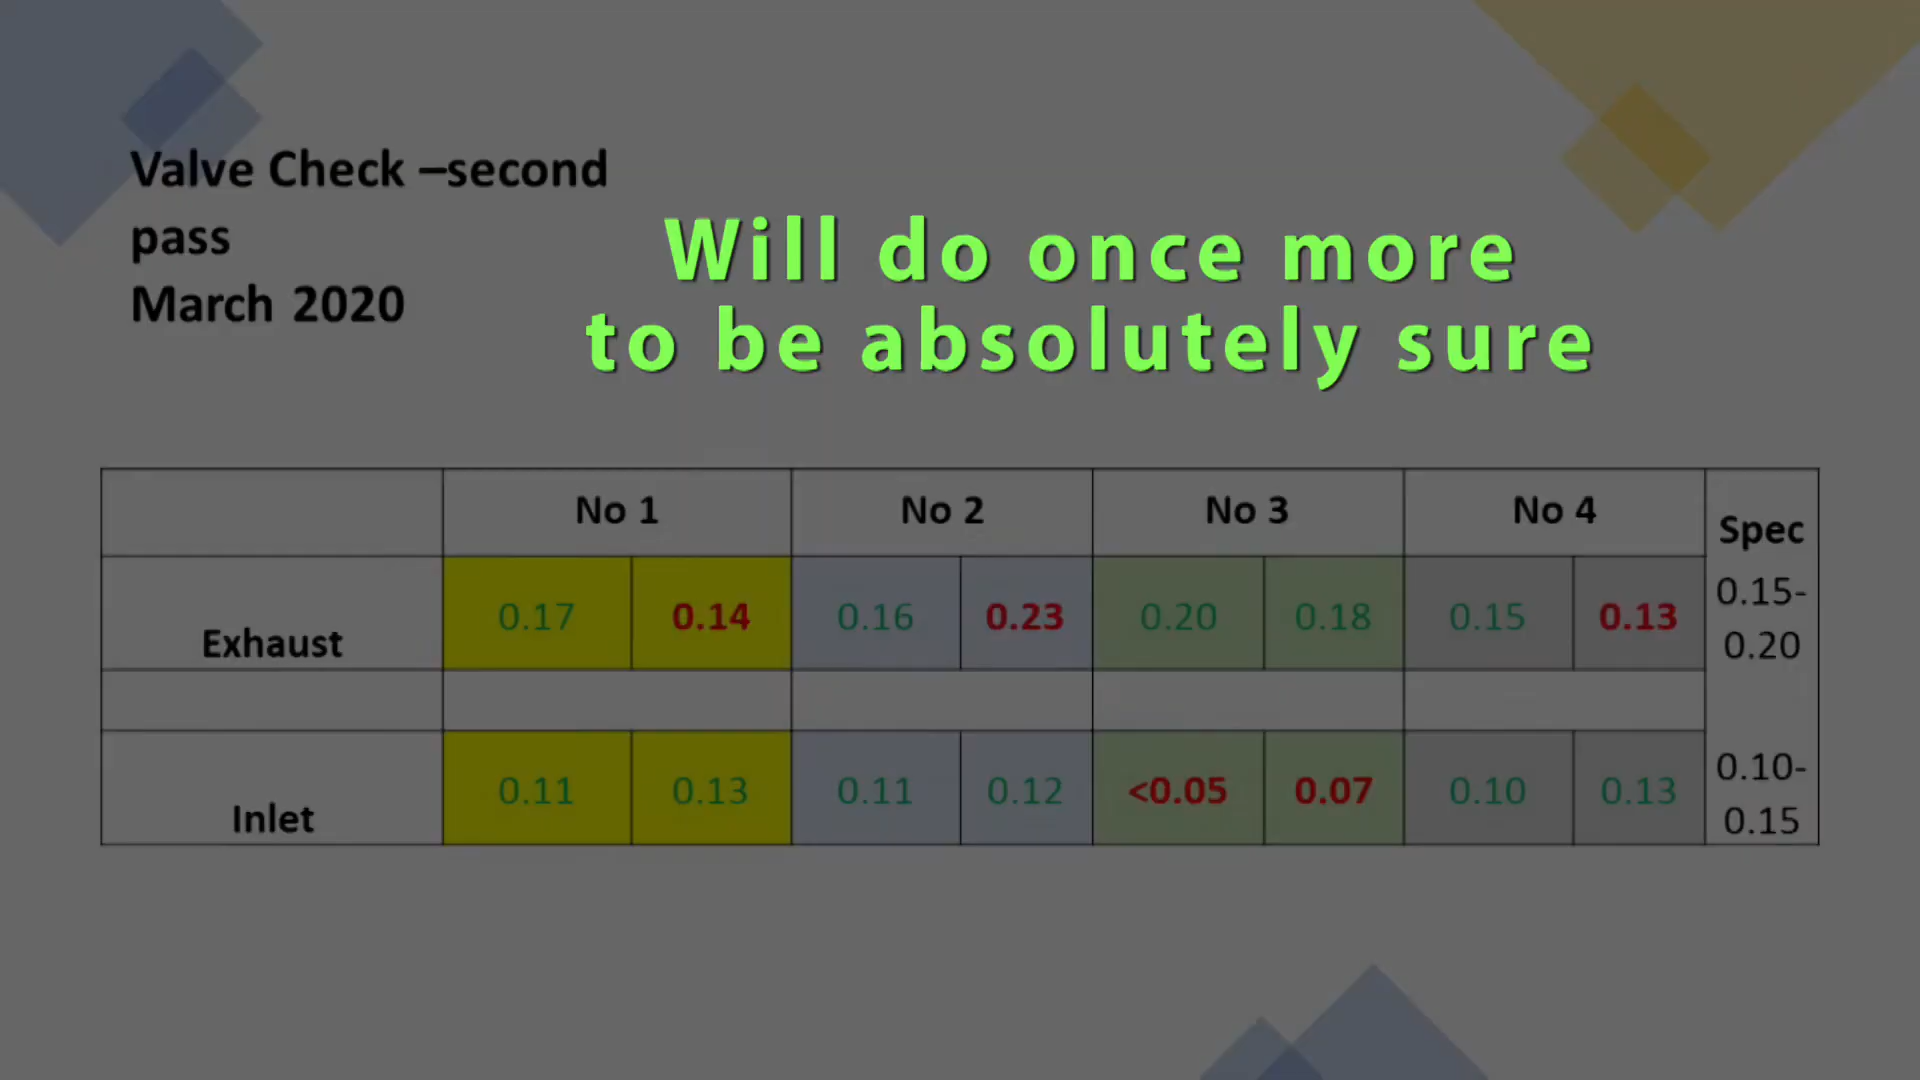 Valve Check –second
pass
March 2020
Will do once more
to be absolutely sure
No 1 No 2 No 3 No 4 Spec
Exhaust 0.17 0.14 0.16 0.23 0.20 0.18 0.15 0.13 0.15-
0.20
Inlet 0.11 0.13 0.11 0.12 <0.05 0.07 0.10 0.13 0.10-
0.15